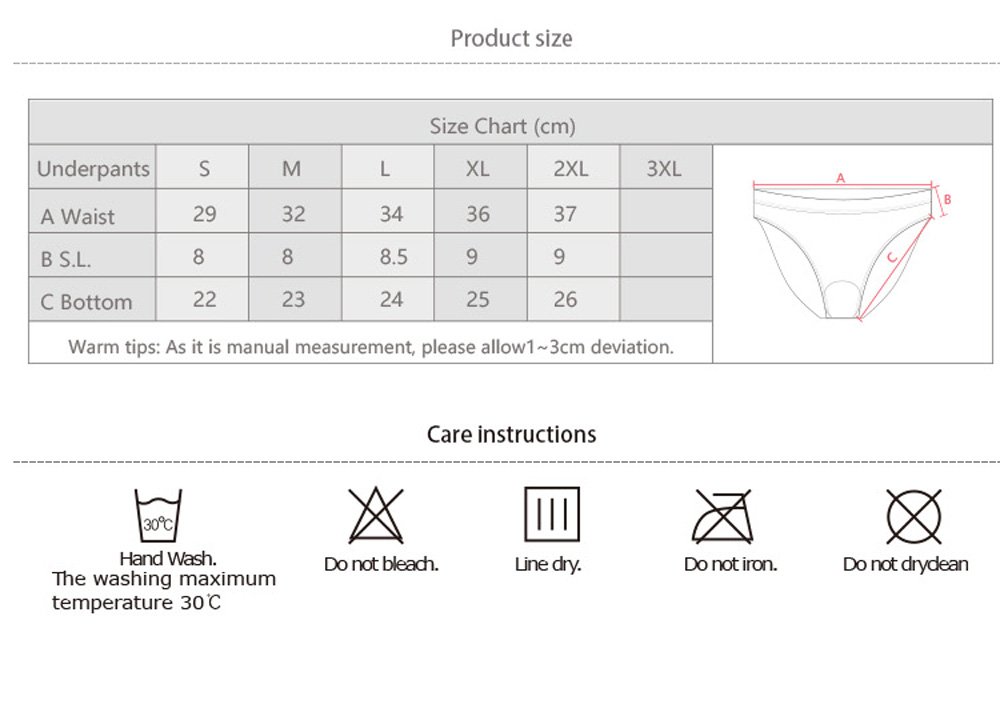 Product size
Size Chart (cm)
Underpants S M L XL 2XL 3XL
A Waist 29 32 34 36 37
B S.L. 8 8 8.5 9 9
C Bottom 22 23 24 25 26
Warm tips: As it is manual measurement, please allow1~3cm deviation.
A
B
C
Care instructions
30℃
Hand Wash.
The washing maximum
temperature 30℃
Do not bleach.
Line dry.
Do not iron.
Do not dryclean